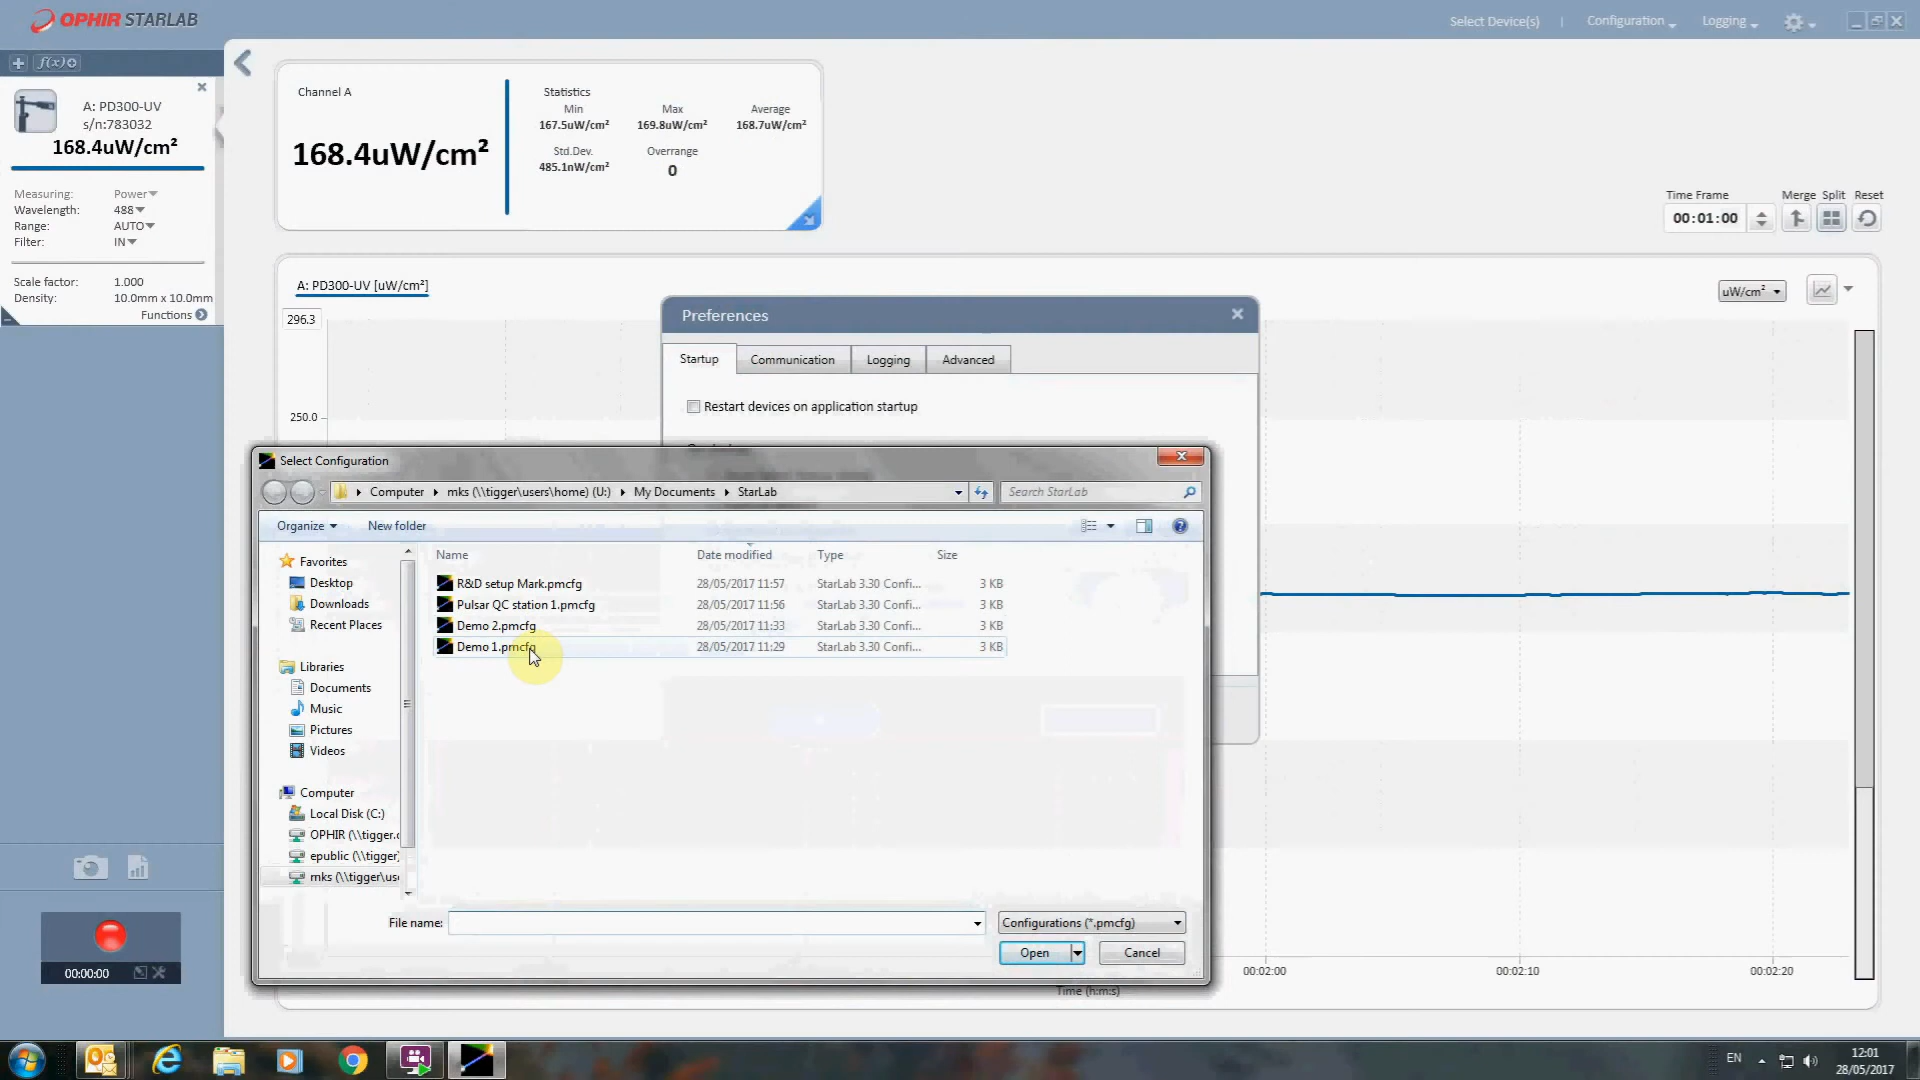 OPHIR STARLAB
Select Device(s)
Configuration
Logging
f(x)
A: PD300-UV
s/n:783032
168.4uW/cm²
Measuring: Power
Wavelength: 488
Range: AUTO
Filter: IN
Scale factor: 1.000
Density: 10.0mm x 10.0mm
Functions
00:00:00
Channel A
168.4uW/cm²
Statistics
Min Max Average
167.5uW/cm² 169.8uW/cm² 168.7uW/cm²
Std.Dev. Overrange
485.1nW/cm² 0
Time Frame Merge Split Reset
00:01:00
A: PD300-UV [uW/cm²]
uW/cm²
296.3
250.0
Preferences
Startup Communication Logging Advanced
Restart devices on application startup
Select Configuration
Computer mks (\\tigger\users\home) (U:) My Documents StarLab
Search StarLab
Organize New folder
Favorites
Desktop
Downloads
Recent Places
Libraries
Documents
Music
Pictures
Videos
Computer
Local Disk (C:)
OPHIR (\\tigger.c
epublic (\\tigger)
mks (\\tigger\use
Name Date modified Type Size
R&D setup Mark.pmcfg 28/05/2017 11:57 StarLab 3.30 Confi... 3 KB
Pulsar QC station 1.pmcfg 28/05/2017 11:56 StarLab 3.30 Confi... 3 KB
Demo 2.pmcfg 28/05/2017 11:33 StarLab 3.30 Confi... 3 KB
Demo 1.pmcfg 28/05/2017 11:29 StarLab 3.30 Confi... 3 KB
File name:
Configurations (*.pmcfg)
Open Cancel
00:02:00 00:02:10 00:02:20
Time (h:m:s)
EN
12:01
28/05/2017